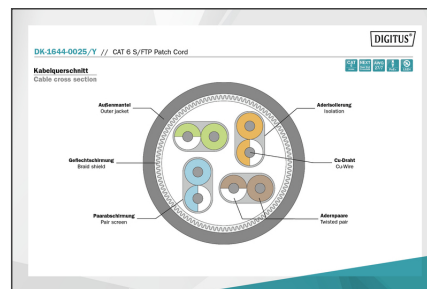 DIGITUS®
DK-1644-0025/Y // CAT 6 S/FTP Patch Cord
Kabelquerschnitt
Cable cross section
Außenmantel
Outer jacket
Aderisolierung
Isolation
Geflechtschirmung
Braid shield
Cu-Draht
Cu-Wire
Paarabschirmung
Pair screen
Aderspaare
Twisted pair